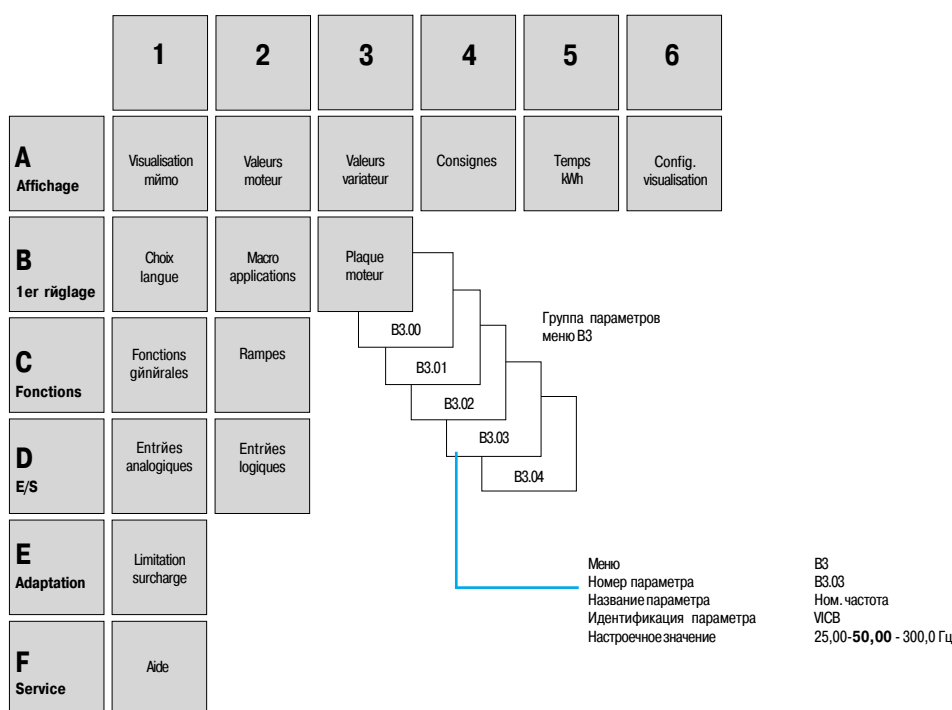 1 2 3 4 5 6
A
Affichage
Visualisation
mйmo
Valeurs
moteur
Valeurs
variateur
Consignes
Temps
kWh
Config.
visualisation
B
1er rйglage
Choix
langue
Macro
applications
Plaque
moteur
B3.00
B3.01
B3.02
B3.03
B3.04
Группа параметров
меню B3
C
Fonctions
Fonctions
gйnйrales
Rampes
D
E/S
Entrйes
analogiques
Entrйes
logiques
E
Adaptation
Limitation
surcharge
F
Service
Aide
Меню B3
Номер параметра B3.03
Название параметра Ном. частота
Идентификация параметра VICB
Настроечное значение 25,00-50,00 - 300,0 Гц